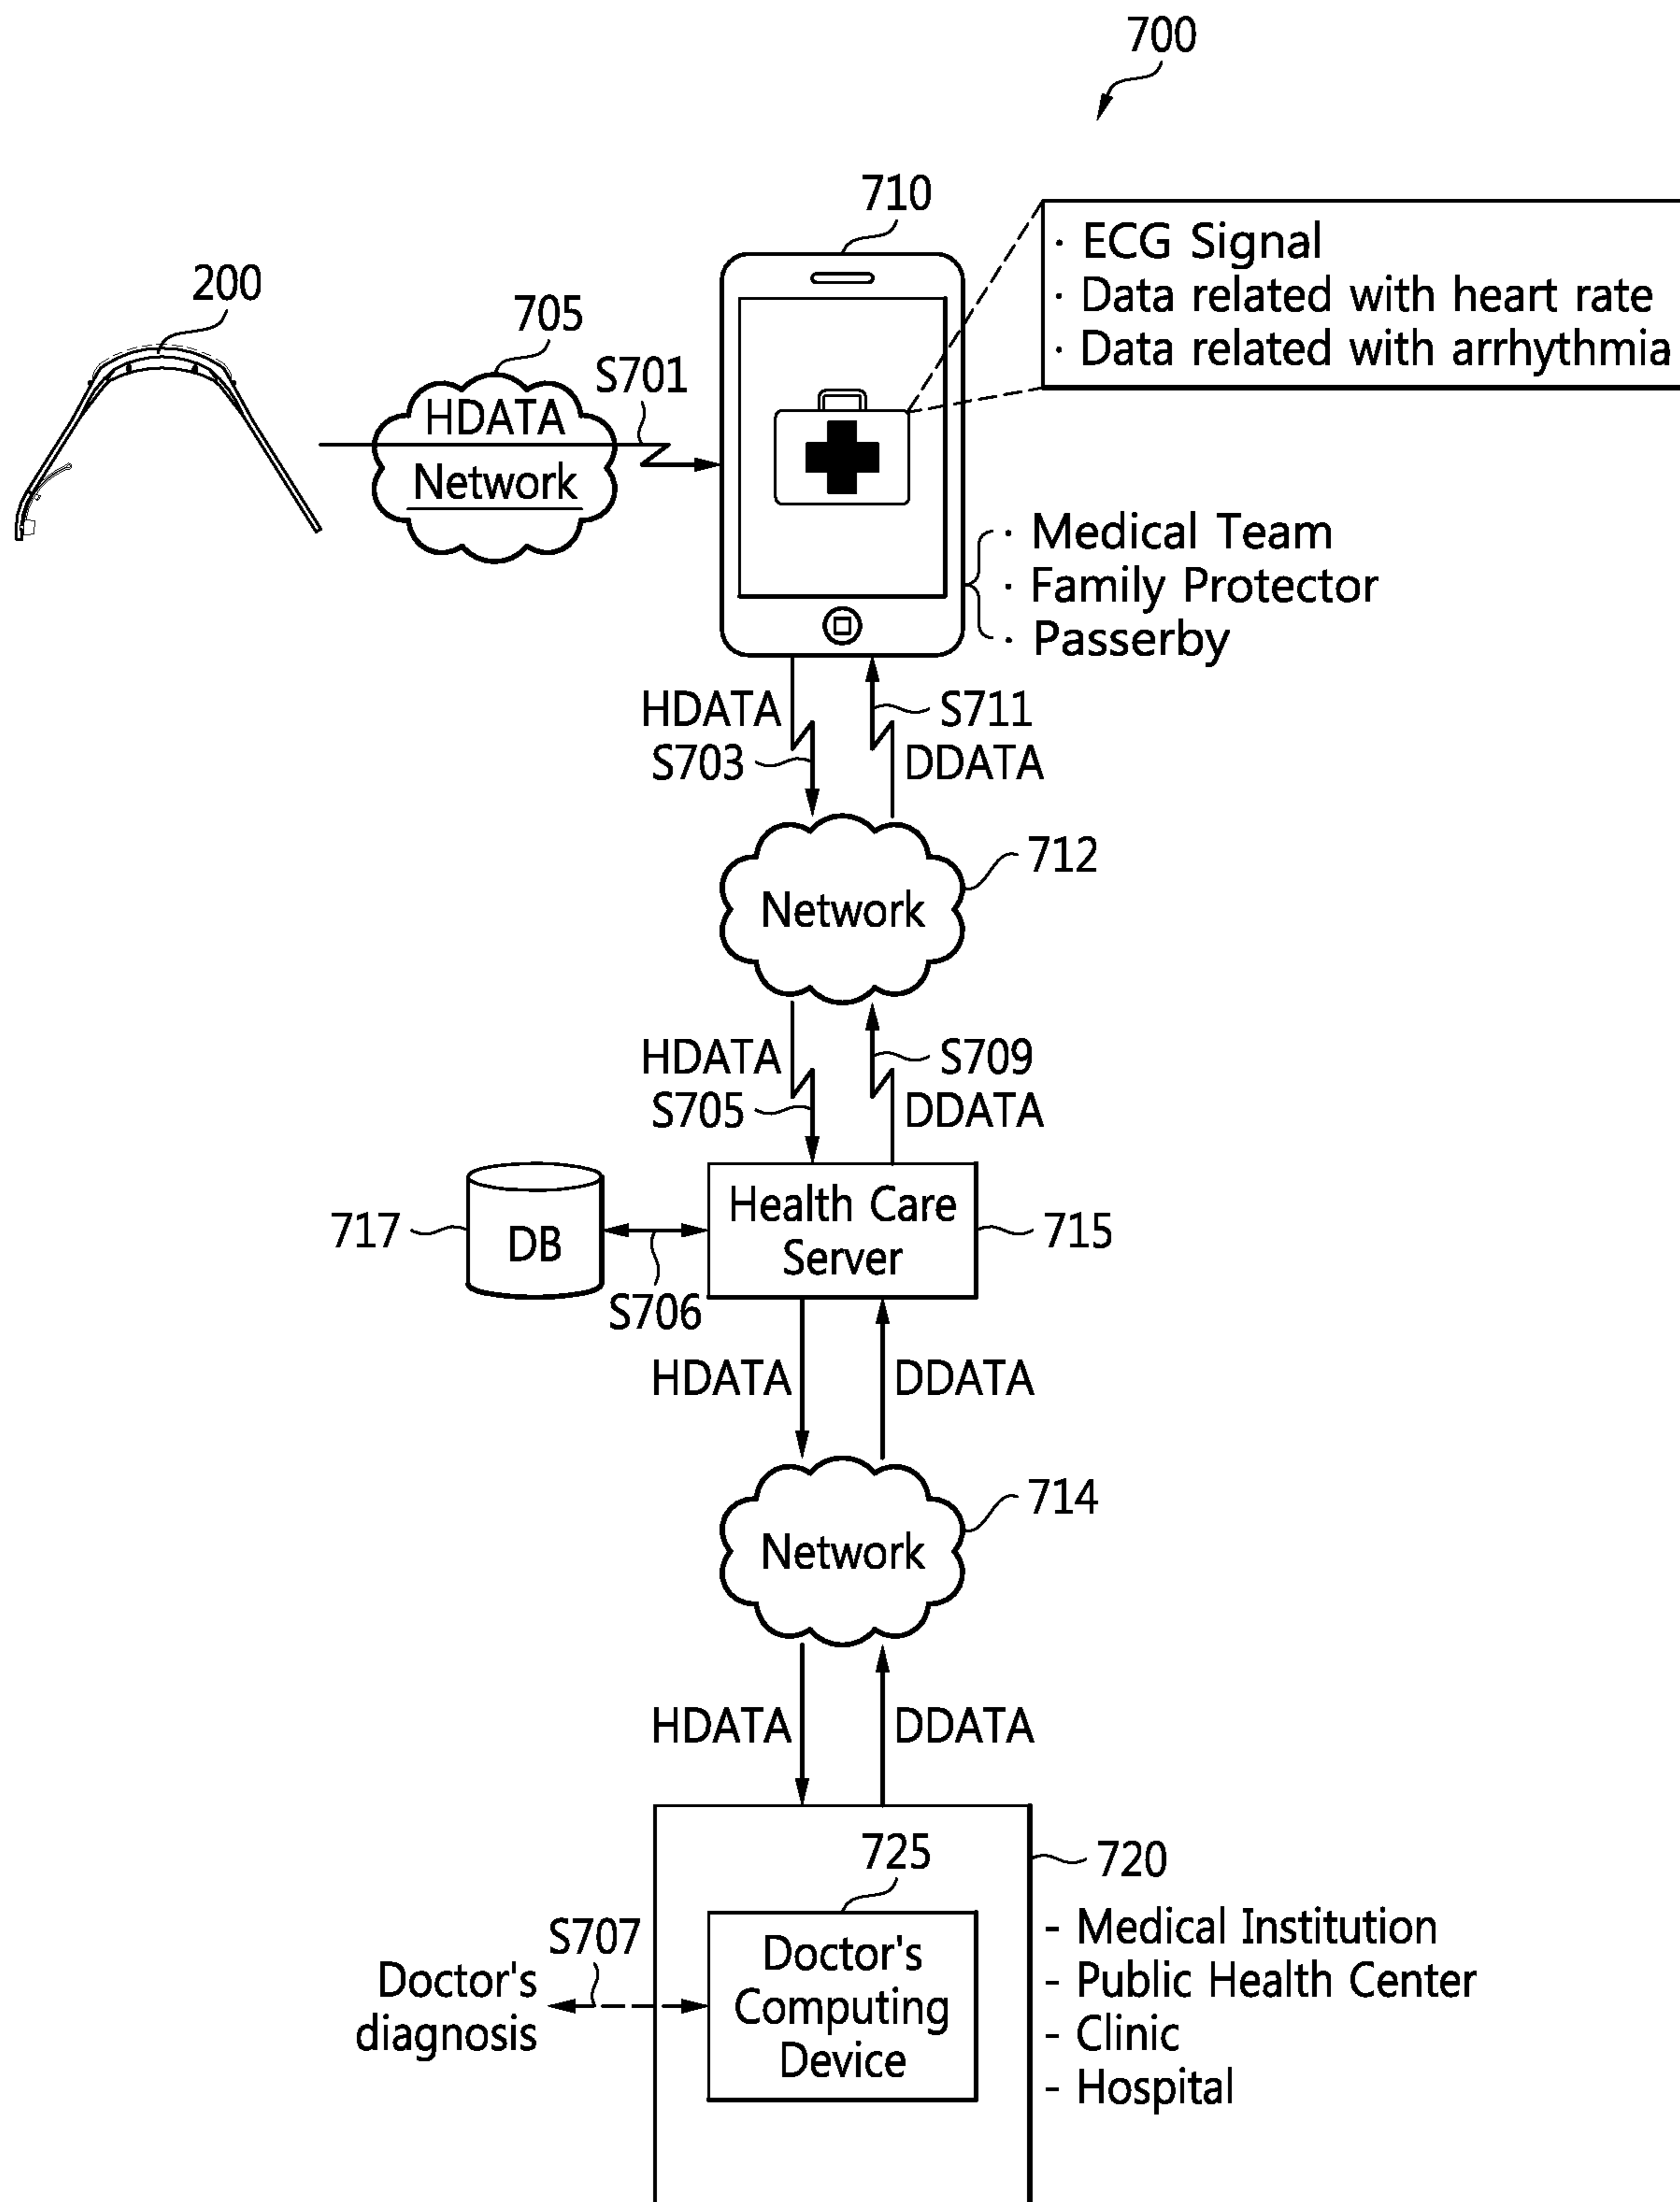 700
710
· ECG Signal
· Data related with heart rate
· Data related with arrhythmia
200
705
S701
HDATA
Network
· Medical Team
· Family Protector
· Passerby
HDATA
S711
S703
DDATA
712
Network
HDATA
S709
S705
DDATA
717
DB
Health Care
Server
715
S706
HDATA
DDATA
714
Network
HDATA
DDATA
725
720
S707
Doctor's
diagnosis
Doctor's
Computing
Device
- Medical Institution
- Public Health Center
- Clinic
- Hospital